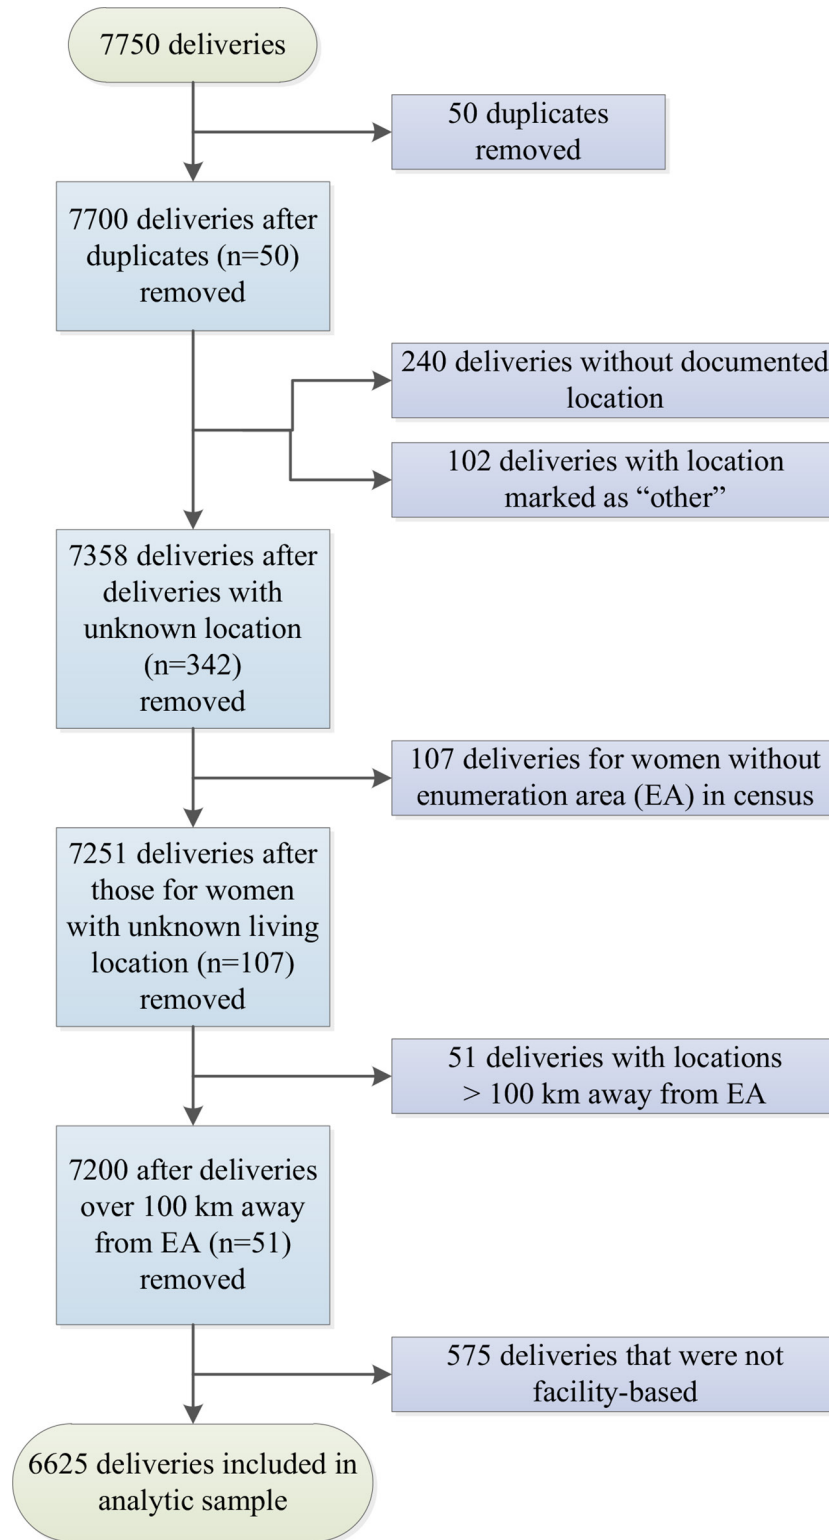 7750 deliveries
50 duplicates
removed
7700 deliveries after
duplicates (n=50)
removed
240 deliveries without documented
location
102 deliveries with location
marked as “other”
7358 deliveries after
deliveries with
unknown location
(n=342)
removed
107 deliveries for women without
enumeration area (EA) in census
7251 deliveries after
those for women
with unknown living
location (n=107)
removed
51 deliveries with locations
> 100 km away from EA
7200 after deliveries
over 100 km away
from EA (n=51)
removed
575 deliveries that were not
facility-based
6625 deliveries included in
analytic sample